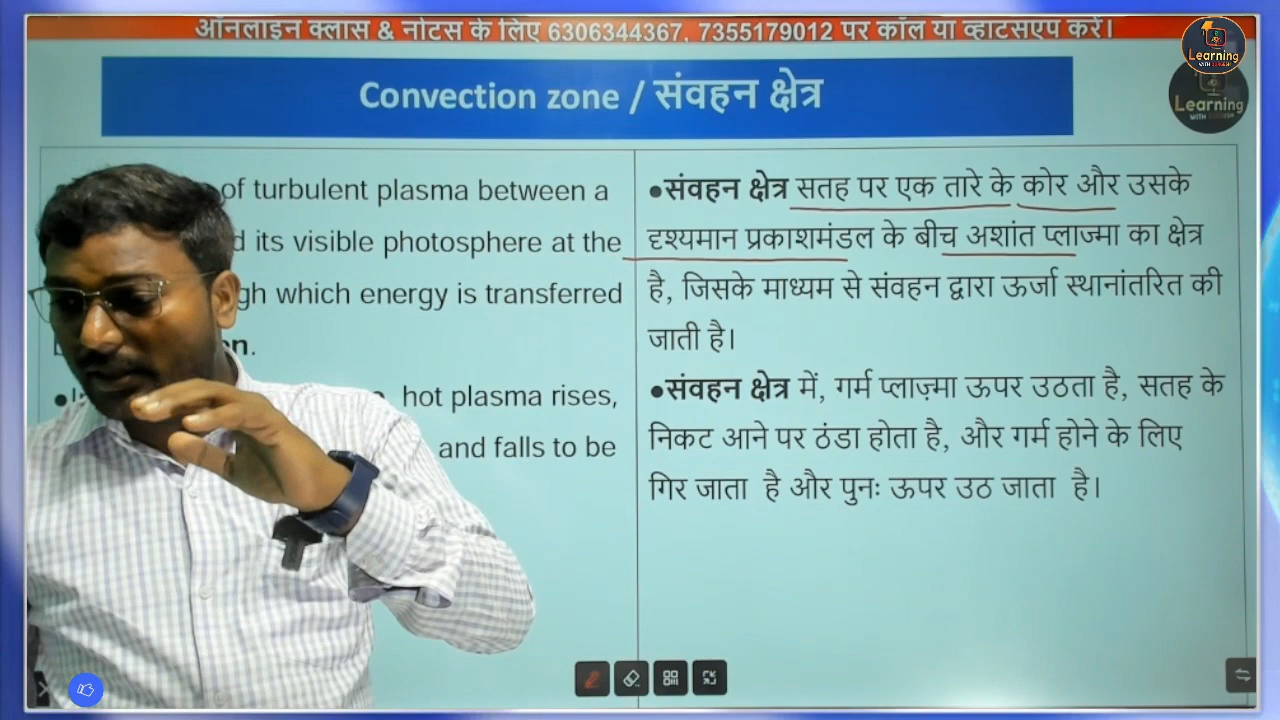 ऑनलाइन क्लास & नोटस के लिए 6306344367, 7355179012 पर कॉल या व्हाटसएप करें।
Learning
Learning
Convection zone / संवहन क्षेत्र
of turbulent plasma between a
its visible photosphere at the
which energy is transferred
hot plasma rises,
and falls to be
●संवहन क्षेत्र सतह पर एक तारे के कोर और उसके
दृश्यमान प्रकाशमंडल के बीच अशांत प्लाज्मा का क्षेत्र
है, जिसके माध्यम से संवहन द्वारा ऊर्जा स्थानांतरित की
जाती है।
●संवहन क्षेत्र में, गर्म प्लाज़्मा ऊपर उठता है, सतह के
निकट आने पर ठंडा होता है, और गर्म होने के लिए
गिर जाता है और पुनः ऊपर उठ जाता है।